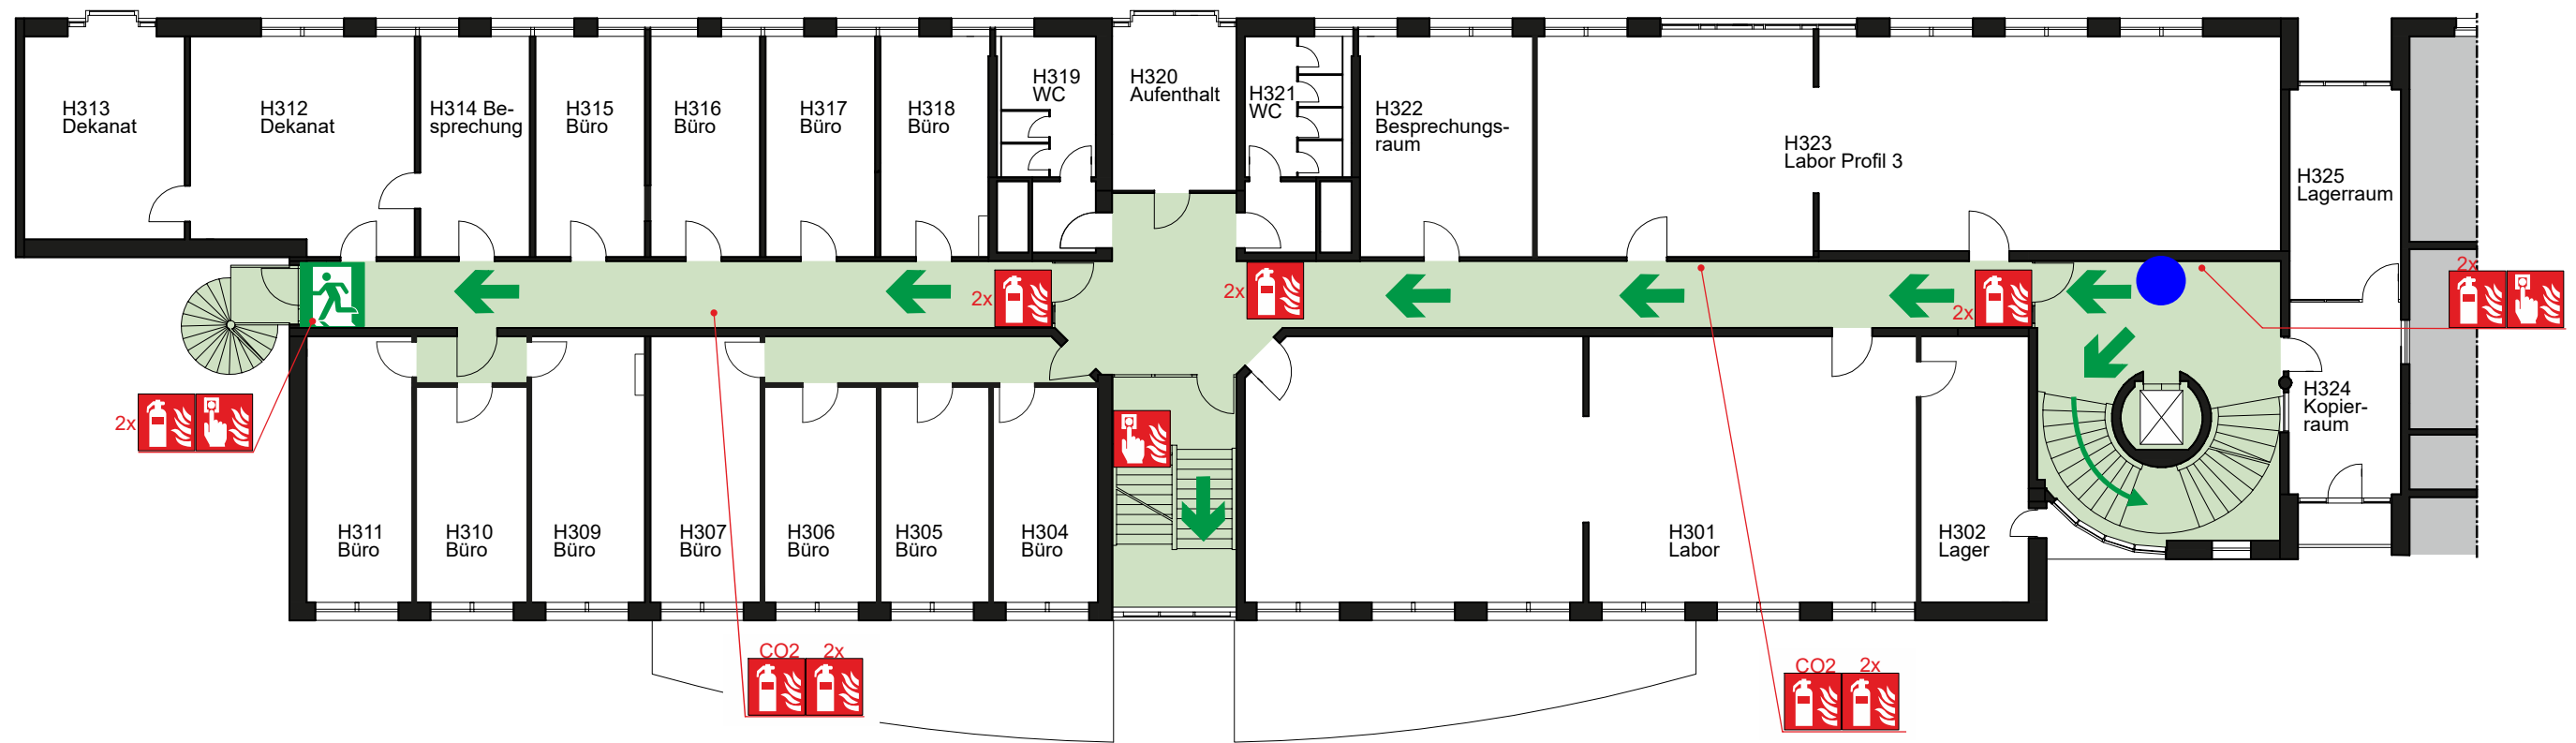 H313
Dekanat
H312
Dekanat
H314 Be-
sprechung
H315
Büro
H316
Büro
H317
Büro
H318
Büro
H319
WC
H320
Aufenthalt
H321
WC
H322
Besprechungs-
raum
H323
Labor Profil 3
H325
Lagerraum
2x
2x
2x
2x
2x
H324
Kopier-
raum
H311
Büro
H310
Büro
H309
Büro
H307
Büro
H306
Büro
H305
Büro
H304
Büro
H301
Labor
H302
Lager
CO2 2x
CO2 2x